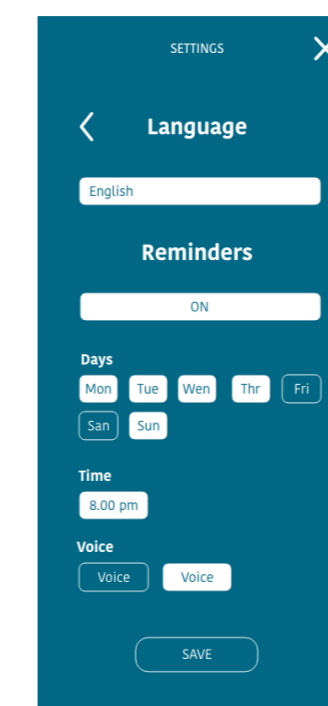 SETTINGS
Language
English
Reminders
ON
Days
Mon Tue Wen Thr Fri
San Sun
Time
8.00 pm
Voice
Voice Voice
SAVE